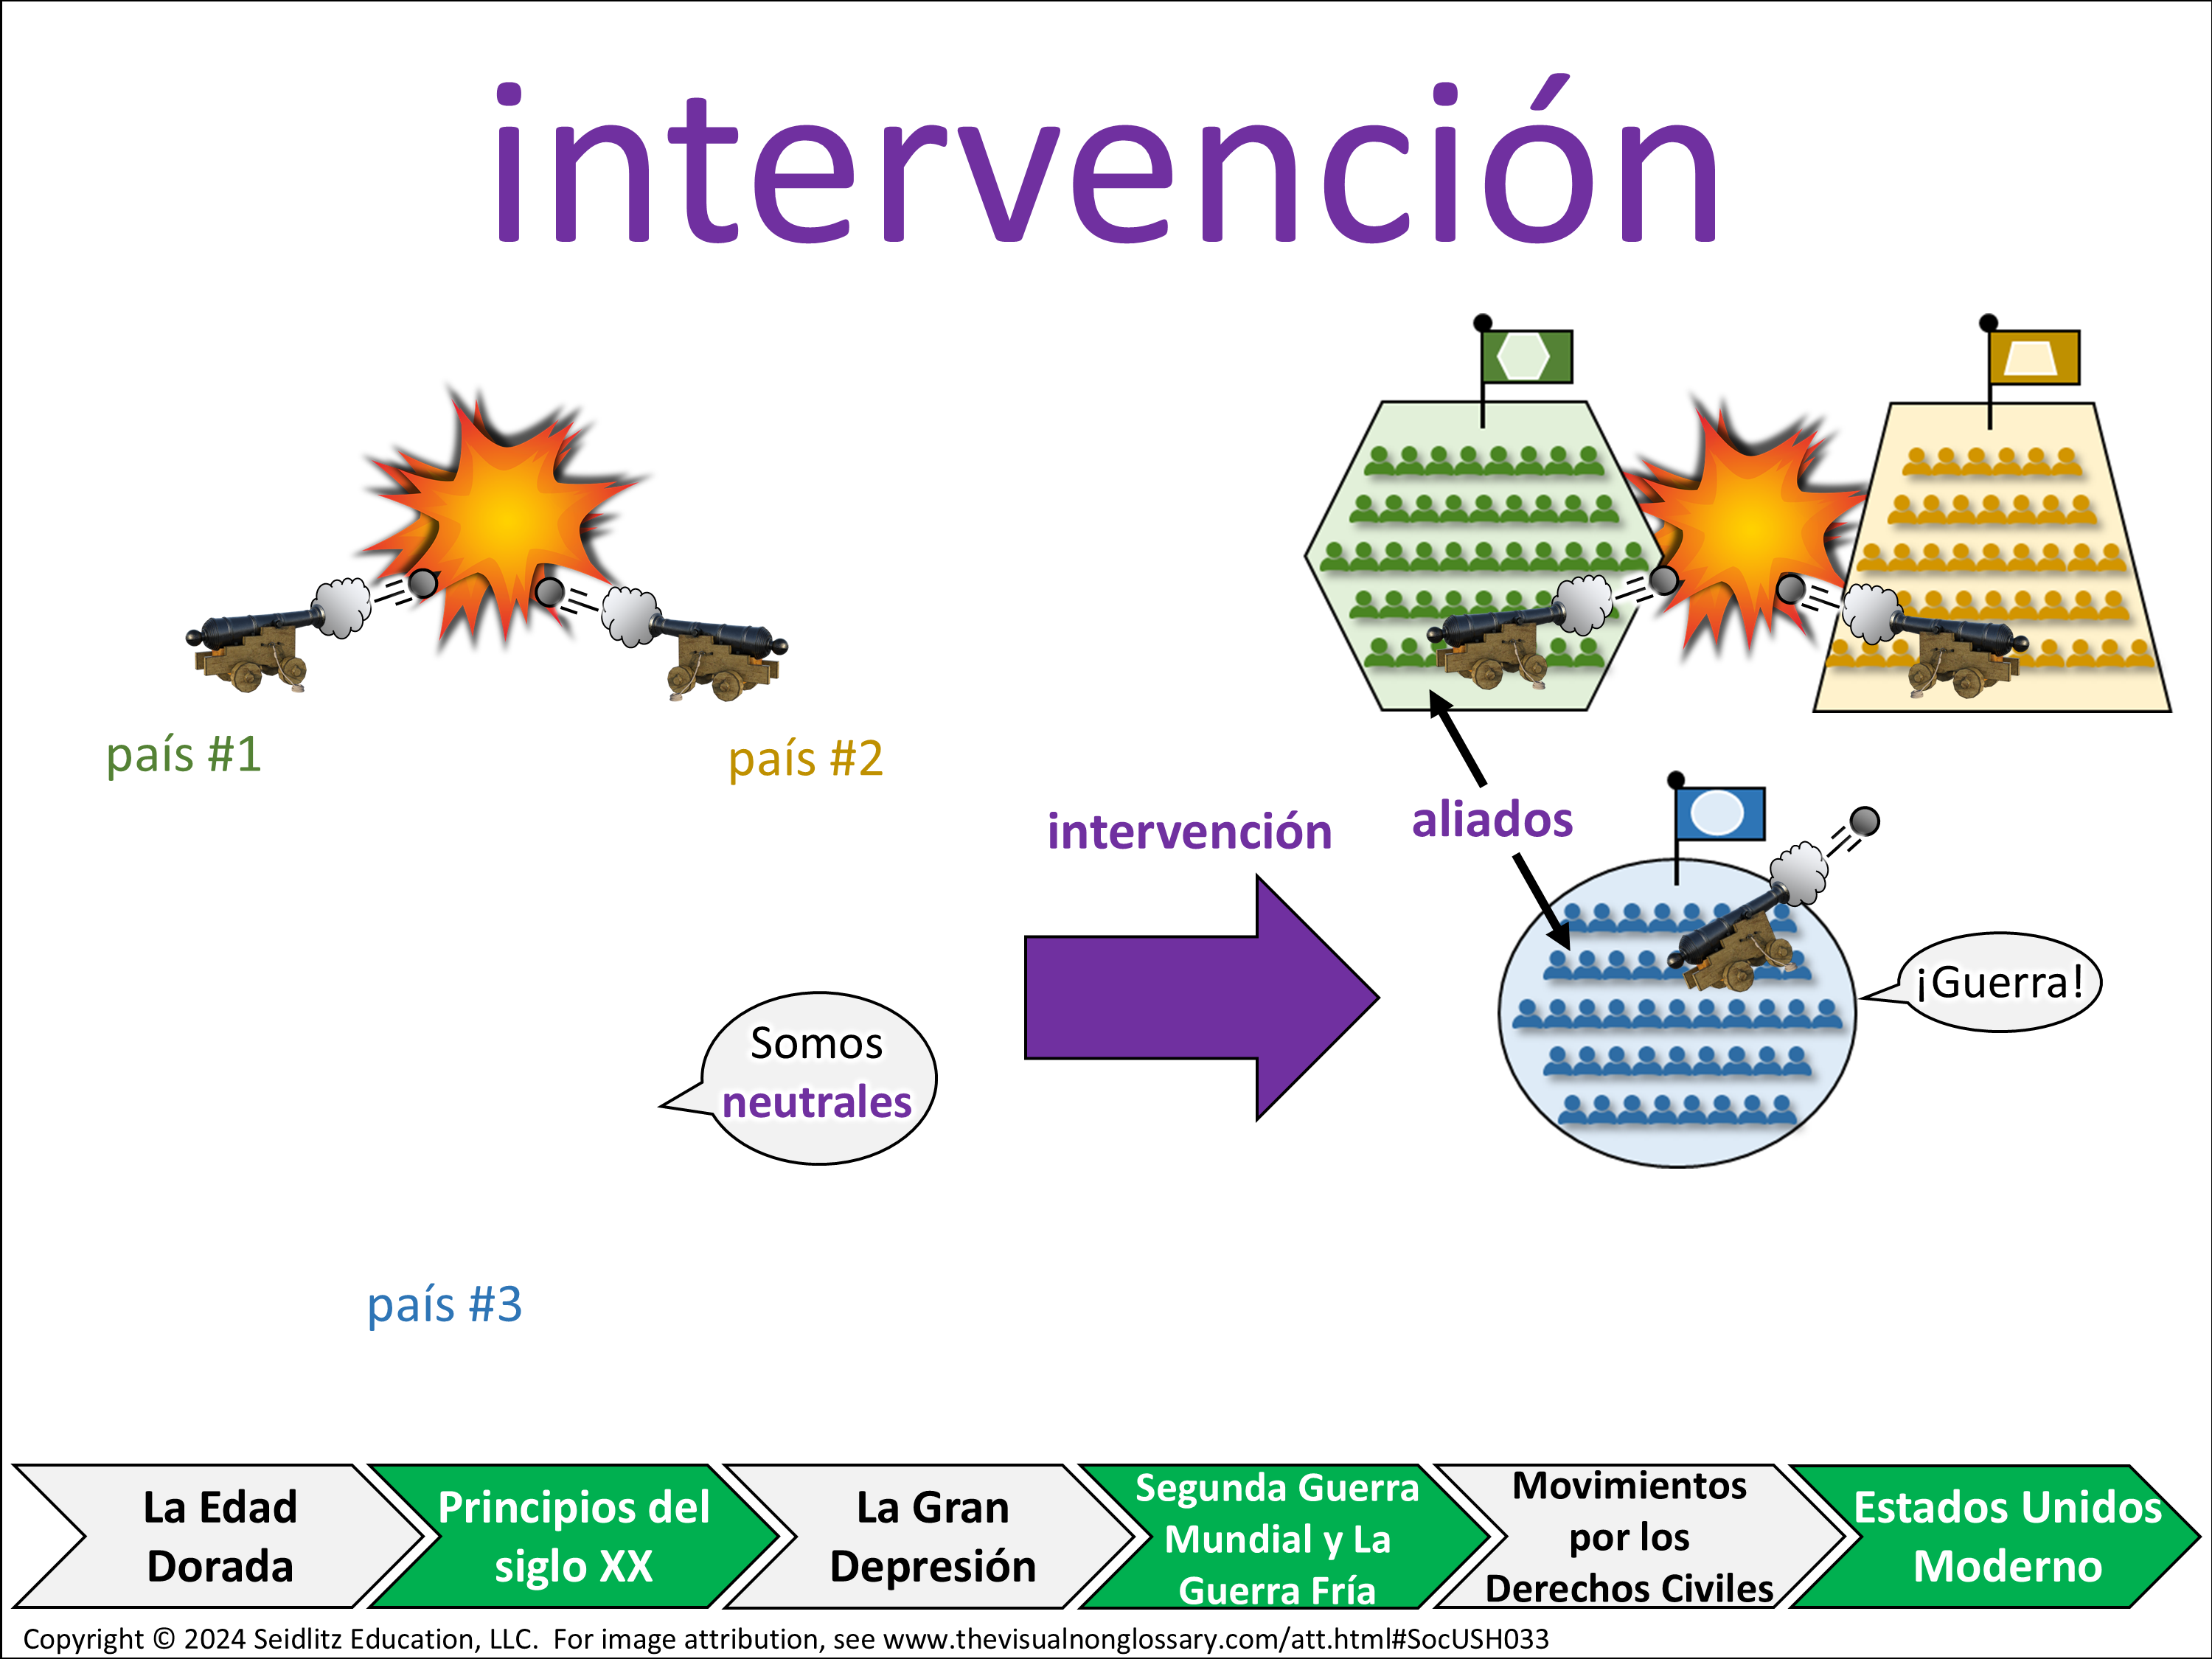 intervención
país #1
país #2
intervención
aliados
¡Guerra!
Somos
neutrales
país #3
La Edad
Dorada
Principios del
siglo XX
La Gran
Depresión
Segunda Guerra
Mundial y La
Guerra Fría
Movimientos
por los
Derechos Civiles
Estados Unidos
Moderno
Copyright © 2024 Seidlitz Education, LLC.  For image attribution, see www.thevisualnonglossary.com/att.html#SocUSH033